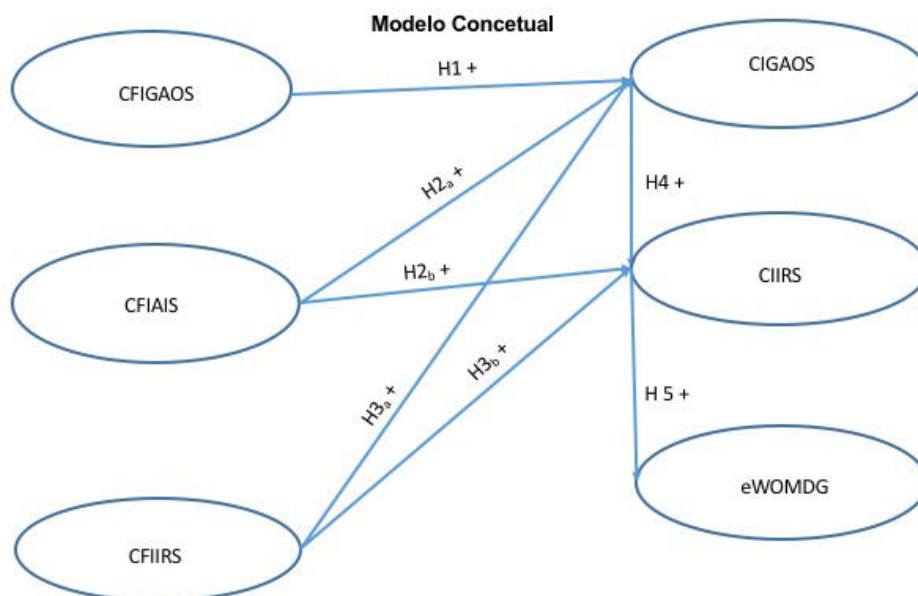 Modelo Concetual
CFIGAOS
H1 +
CIGAOS
H2a +
H4 +
CFIAIS
H2b +
CIIRS
H3a +
H3b +
H 5 +
eWOMDG
CFIIRS